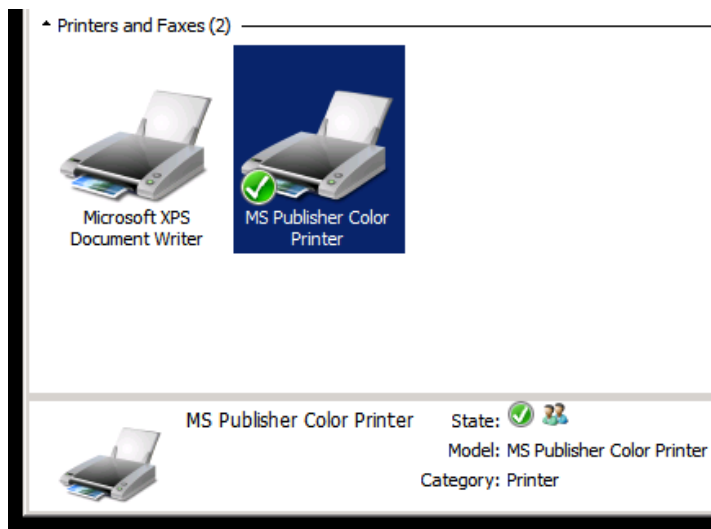 Printers and Faxes (2)
Microsoft XPS
Document Writer
MS Publisher Color
Printer
MS Publisher Color Printer
State:
Model: MS Publisher Color Printer
Category: Printer